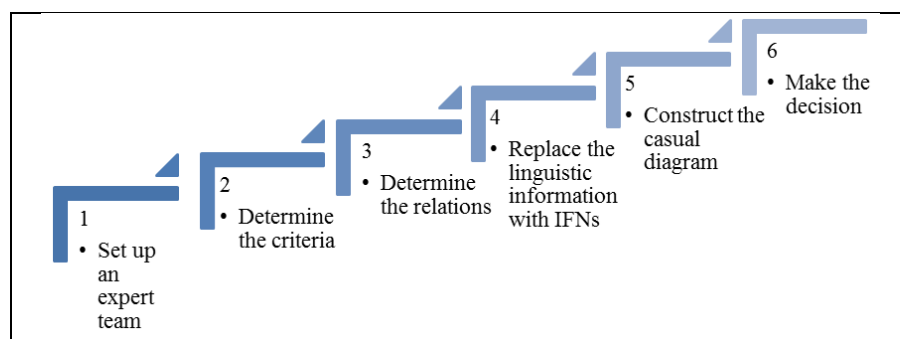 1
• Set up
an
expert
team
2
• Determine
the criteria
3
• Determine
the relations
4
• Replace the
linguistic
information
with IFNs
5
• Construct the
casual
diagram
6
• Make the
decision